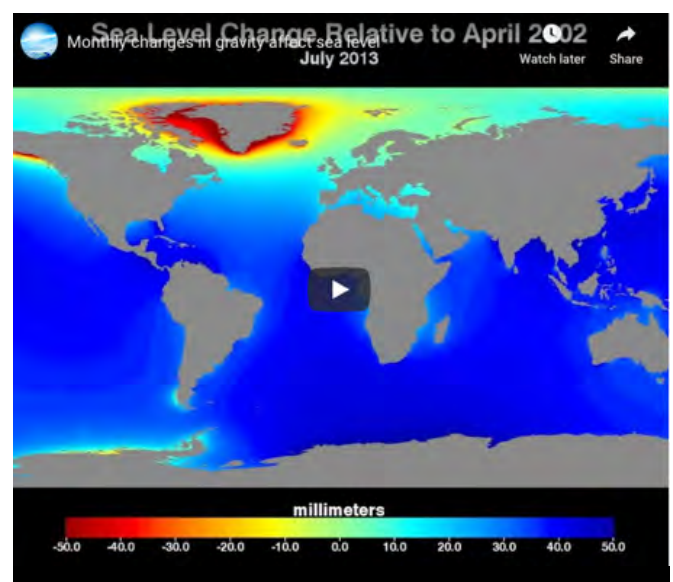 Sea Level Change Relative to April 2002
Monthly changes in gravity affect sea level
July 2013
Watch later
Share
millimeters
-50.0 -40.0 -30.0 -20.0 -10.0 0.0 10.0 20.0 30.0 40.0 50.0